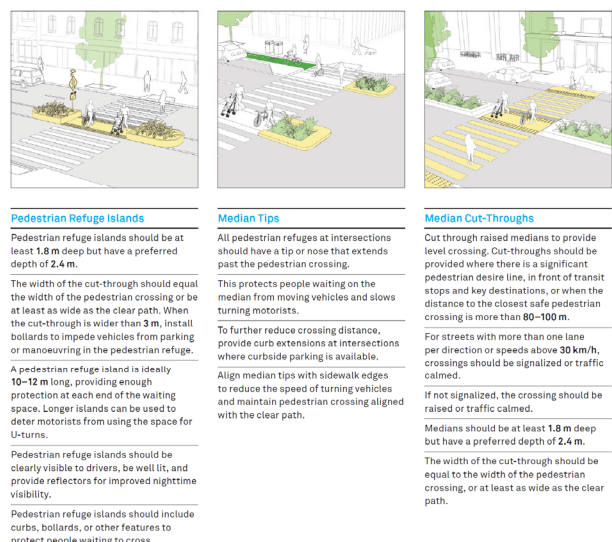 Pedestrian Refuge Islands
Pedestrian refuge islands should be at
least 1.8 m deep but have a preferred
depth of 2.4 m.
The width of the cut-through should equal
the width of the pedestrian crossing or be
at least as wide as the clear path. When
the cut-through is wider than 3 m, install
bollards to impede vehicles from parking
or manoeuvring in the pedestrian refuge.
A pedestrian refuge island is ideally
10–12 m long, providing enough
protection at each end of the waiting
space. Longer islands can be used to
deter motorists from using the space for
U-turns.
Pedestrian refuge islands should be
clearly visible to drivers, be well lit, and
provide reflectors for improved nighttime
visibility.
Pedestrian refuge islands should include
curbs, bollards, or other features to
protect people waiting to cross
Median Tips
All pedestrian refuges at intersections
should have a tip or nose that extends
past the pedestrian crossing.
This protects people waiting on the
median from moving vehicles and slows
turning motorists.
To further reduce crossing distance,
provide curb extensions at intersections
where curbside parking is available.
Align median tips with sidewalk edges
to reduce the speed of turning vehicles
and maintain pedestrian crossing aligned
with the clear path.
Median Cut-Throughs
Cut through raised medians to provide
level crossing. Cut-throughs should be
provided where there is a significant
pedestrian desire line, in front of transit
stops and key destinations, or when the
distance to the closest safe pedestrian
crossing is more than 80–100 m.
For streets with more than one lane
per direction or speeds above 30 km/h,
crossings should be signalized or traffic
calmed.
If not signalized, the crossing should be
raised or traffic calmed.
Medians should be at least 1.8 m deep
but have a preferred depth of 2.4 m.
The width of the cut-through should be
equal to the width of the pedestrian
crossing, or at least as wide as the clear
path.